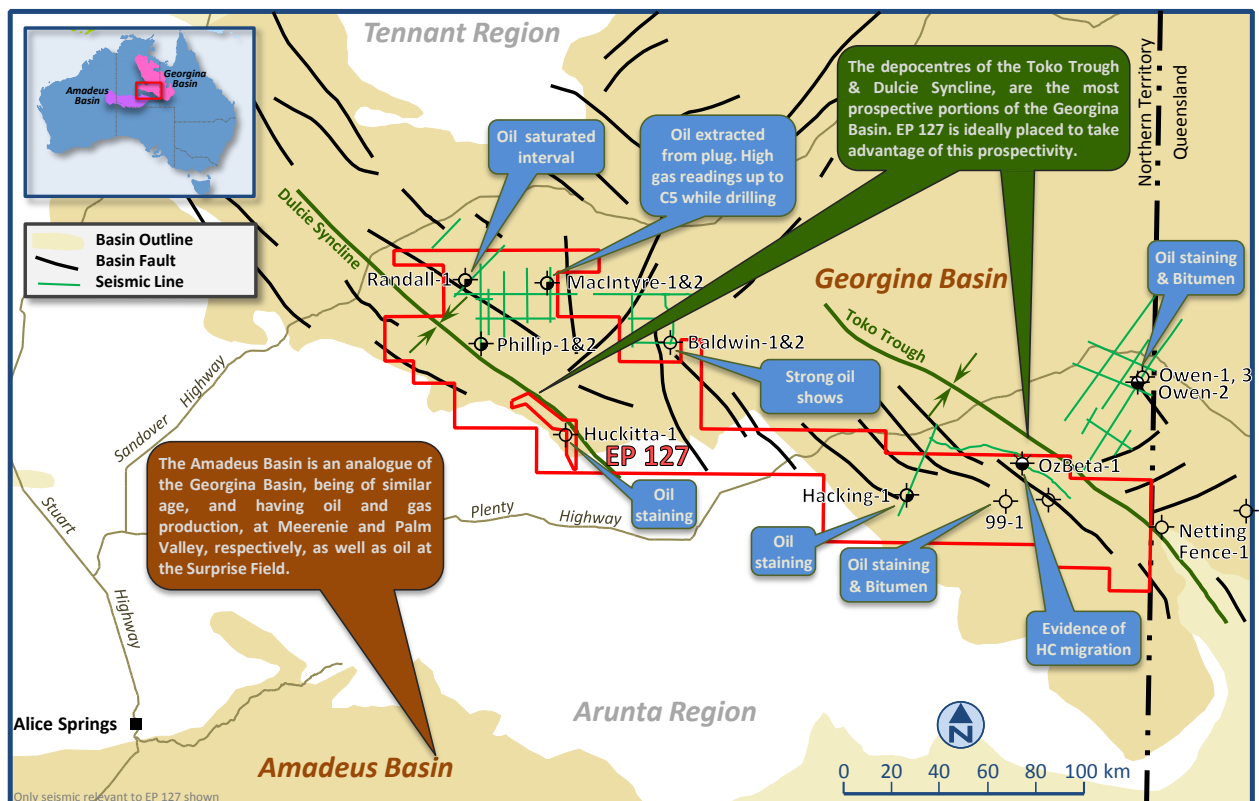 Tennant Region
Georgina
Basin
Amadeus
Basin
Basin Outline
Basin Fault
Seismic Line
Oil saturated
interval
Oil extracted
from plug. High
gas readings up to
C5 while drilling
The depocentres of the Toko Trough
& Dulcie Syncline, are the most
prospective portions of the Georgina
Basin. EP 127 is ideally placed to take
advantage of this prospectivity.
Northern Territory
Queensland
Dulcie Syncline
Randall-1
MacIntyre-1&2
Georgina Basin
Oil staining
& Bitumen
Phillip-1&2
Baldwin-1&2
Toko Trough
Strong oil
shows
Owen-1, 3
Owen-2
Sandover Highway
Huckitta-1
EP 127
OzBeta-1
The Amadeus Basin is an analogue of
the Georgina Basin, being of similar
age, and having oil and gas
production, at Meerenie and Palm
Valley, respectively, as well as oil at
the Surprise Field.
Oil
staining
Hacking-1
99-1
Plenty Highway
Netting
Fence-1
Stuart Highway
Oil
staining
Oil staining
& Bitumen
Evidence of
HC migration
Alice Springs
Arunta Region
N
Amadeus Basin
0 20 40 60 80 100 km
Only seismic relevant to EP 127 shown